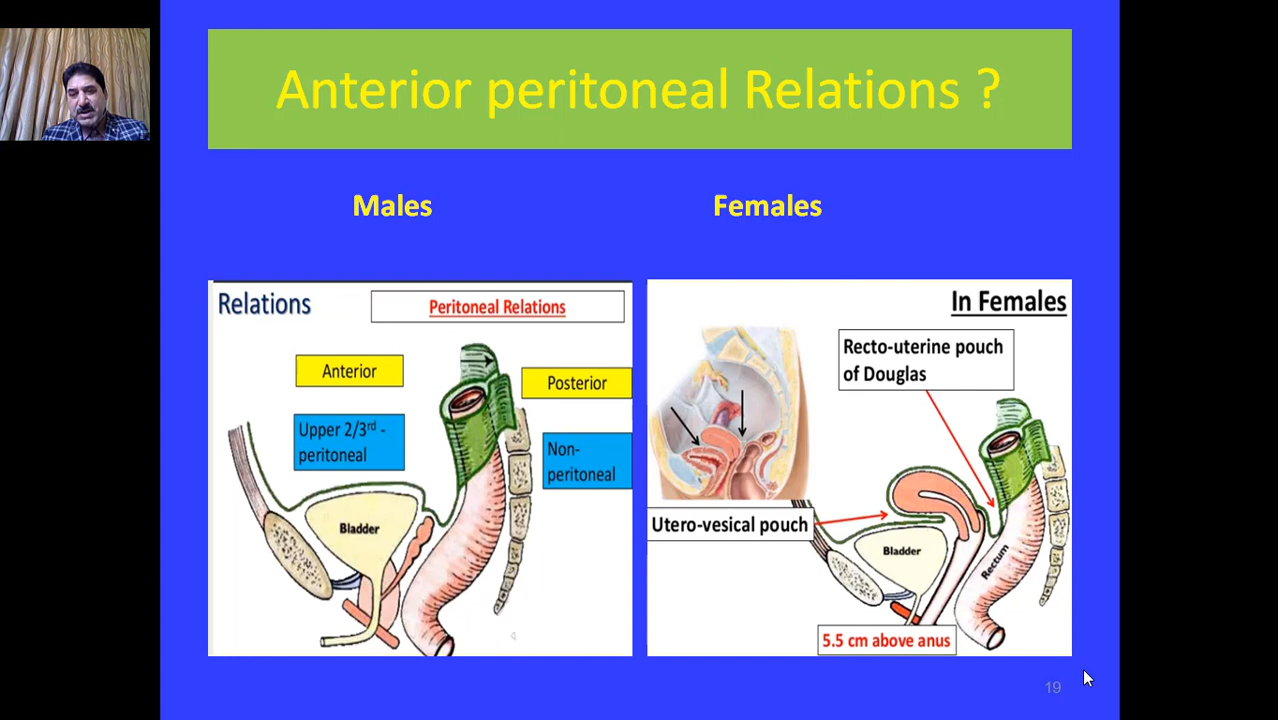 Anterior peritoneal Relations ?
Males
Females
Relations
Peritoneal Relations
Anterior
Posterior
Upper 2/3rd -
peritoneal
Non-
peritoneal
Bladder
In Females
Recto-uterine pouch
of Douglas
Utero-vesical pouch
Bladder
Rectum
5.5 cm above anus
19